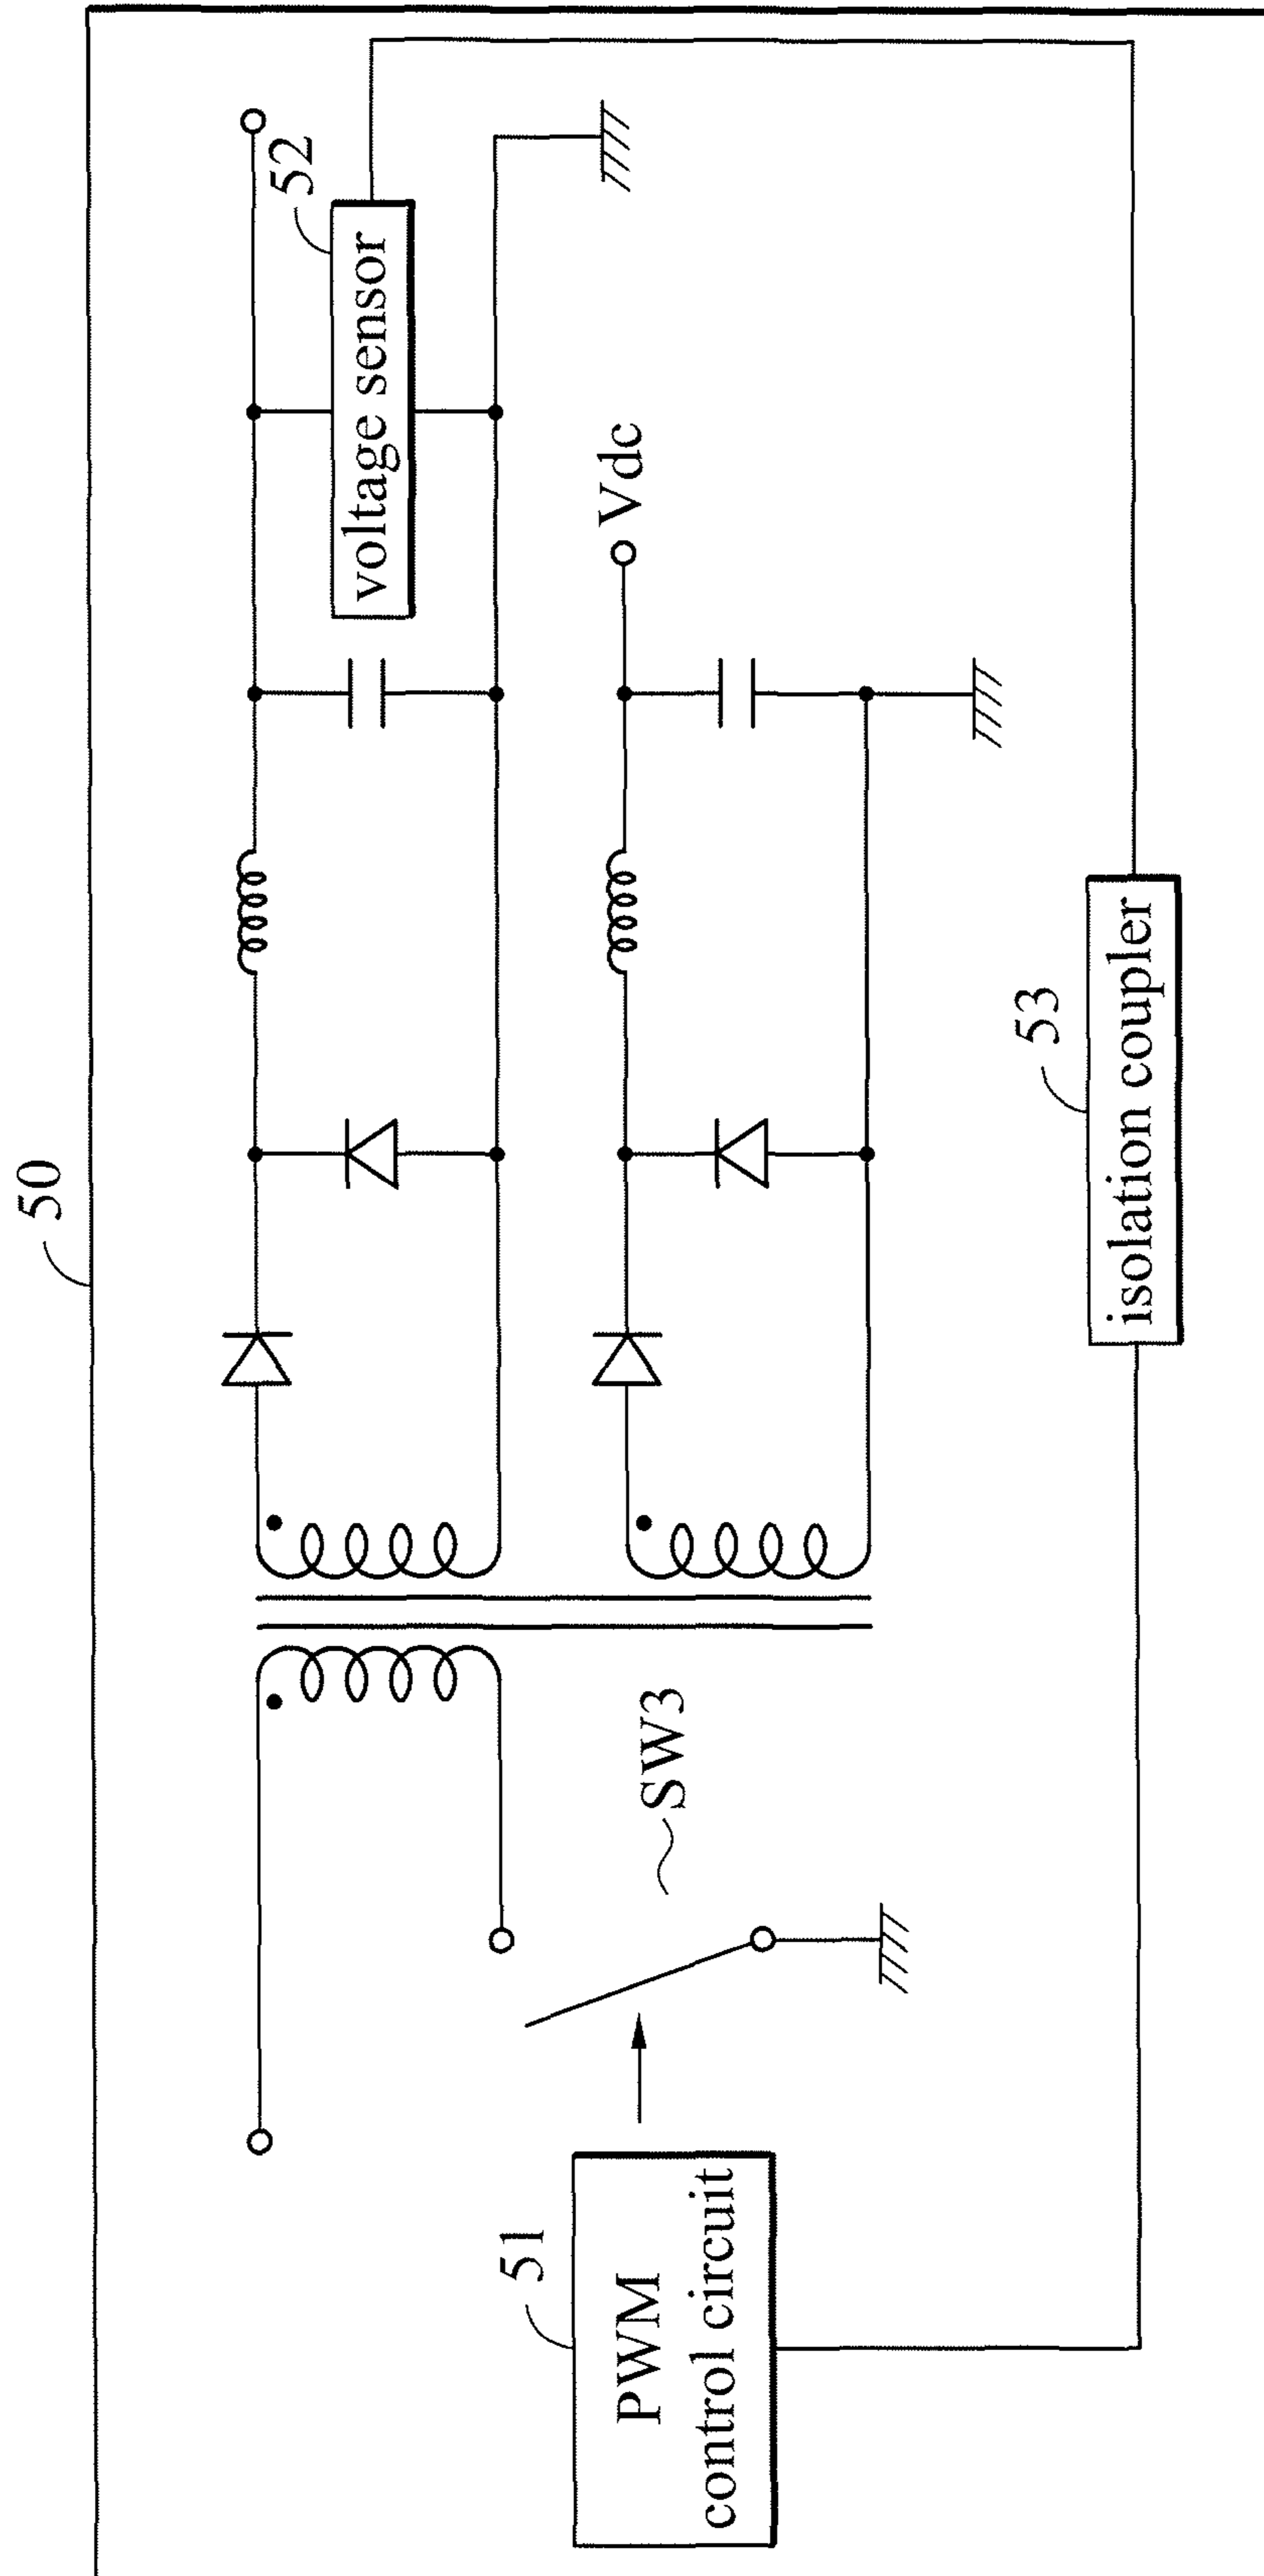 50
52
voltage sensor
Vdc
53
isolation coupler
SW3
51
PWM
control circuit